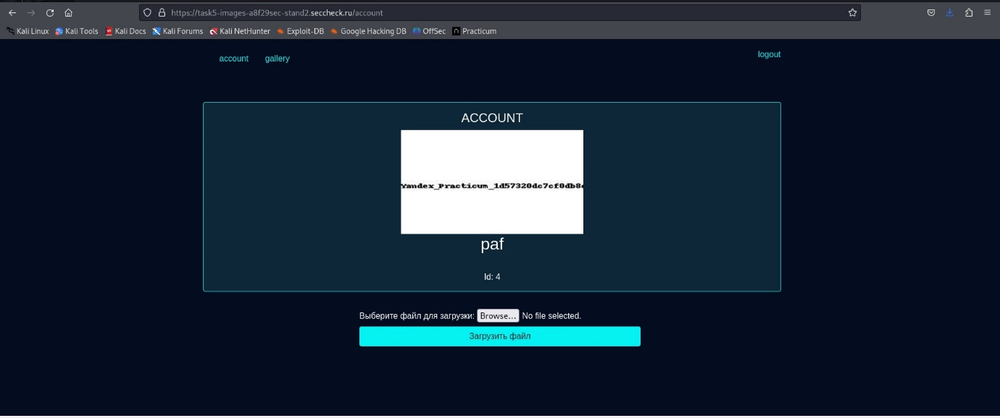 https://task5-images-a8f29sec-stand2.seccheck.ru/account
Kali Linux Kali Tools Kali Docs Kali Forums Kali NetHunter Exploit-DB Google Hacking DB OffSec Practicum
account gallery logout
ACCOUNT
Yandex_Practicum_1d57320dc7cf0db8
paf
Id: 4
Выберите файл для загрузки: Browse... No file selected.
Загрузить файл